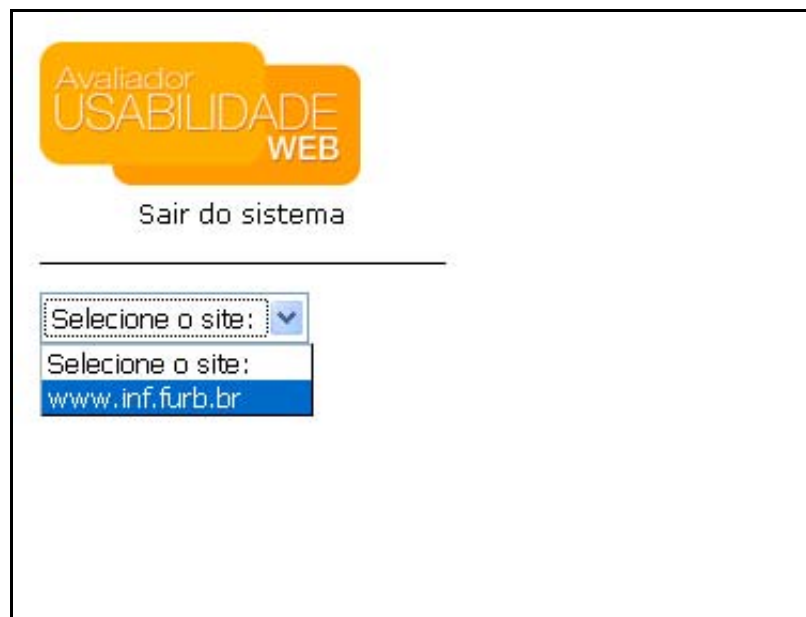 Avaliador
USABILIDADE
WEB
Sair do sistema
Selecione o site:
Selecione o site:
www.inf.furb.br